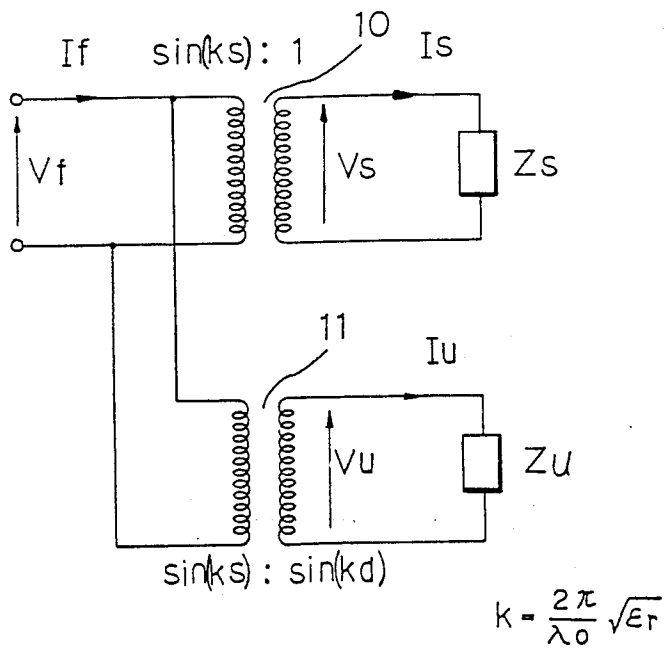 10
If sin(ks): 1 Is
Vf Vs Zs
11
Iu
Vu Zu
sin(ks): sin(kd)
k = 2π/λo √εr